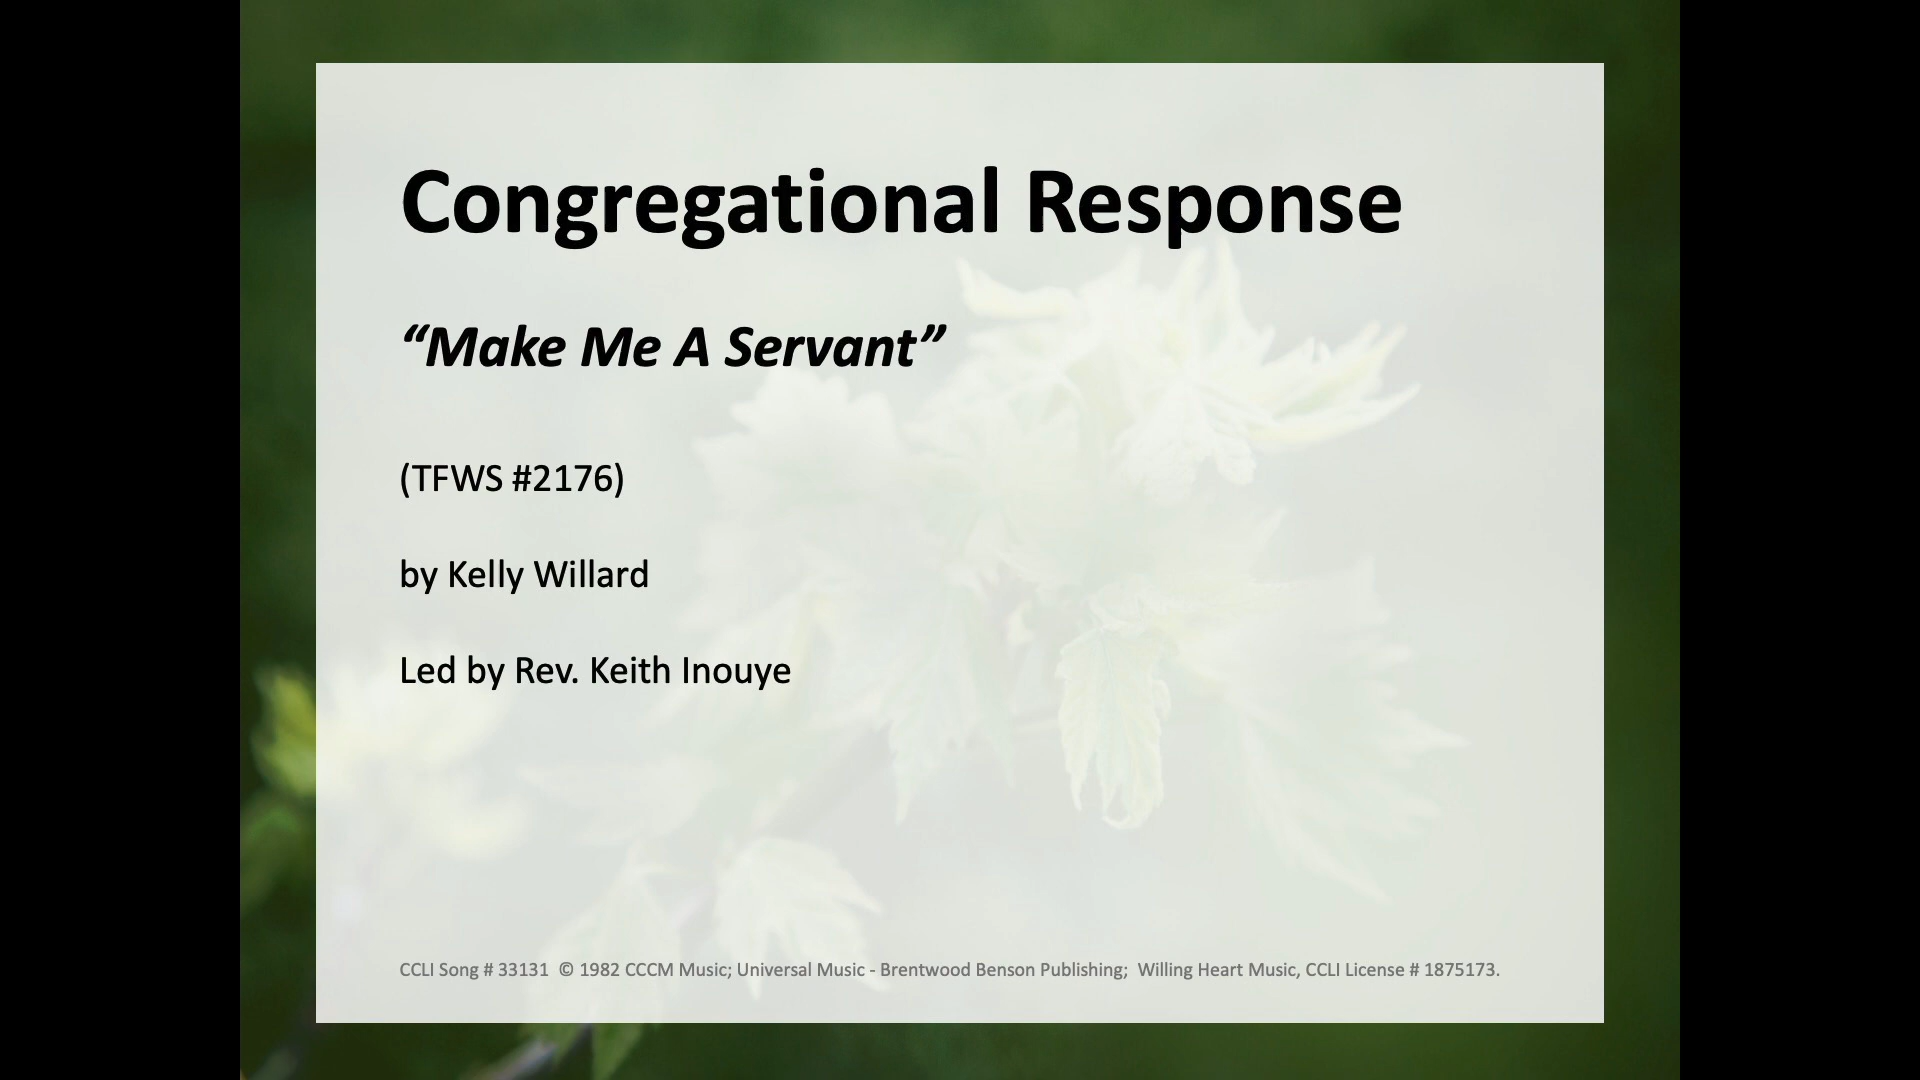 Congregational Response
“Make Me A Servant”
(TFWS #2176)
by Kelly Willard
Led by Rev. Keith Inouye
CCLI Song # 33131  © 1982 CCCM Music; Universal Music - Brentwood Benson Publishing;  Willing Heart Music, CCLI License # 1875173.